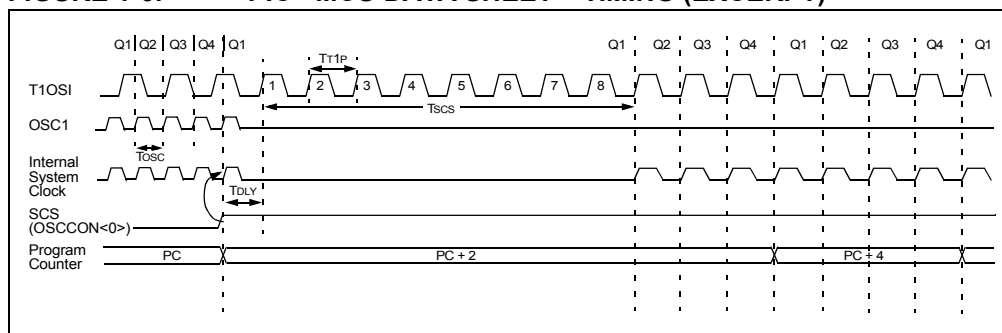 Q1 Q2 Q3 Q4 Q1 Q1 Q2 Q3 Q4 Q1 Q2 Q3 Q4 Q1
TT1P
T1OSI 1 2 3 4 5 6 7 8
TSCS
OSC1
TOSC
Internal
System
Clock
TDLY
SCS
(OSCCON<0>)
Program
Counter
PC PC + 2 PC + 4